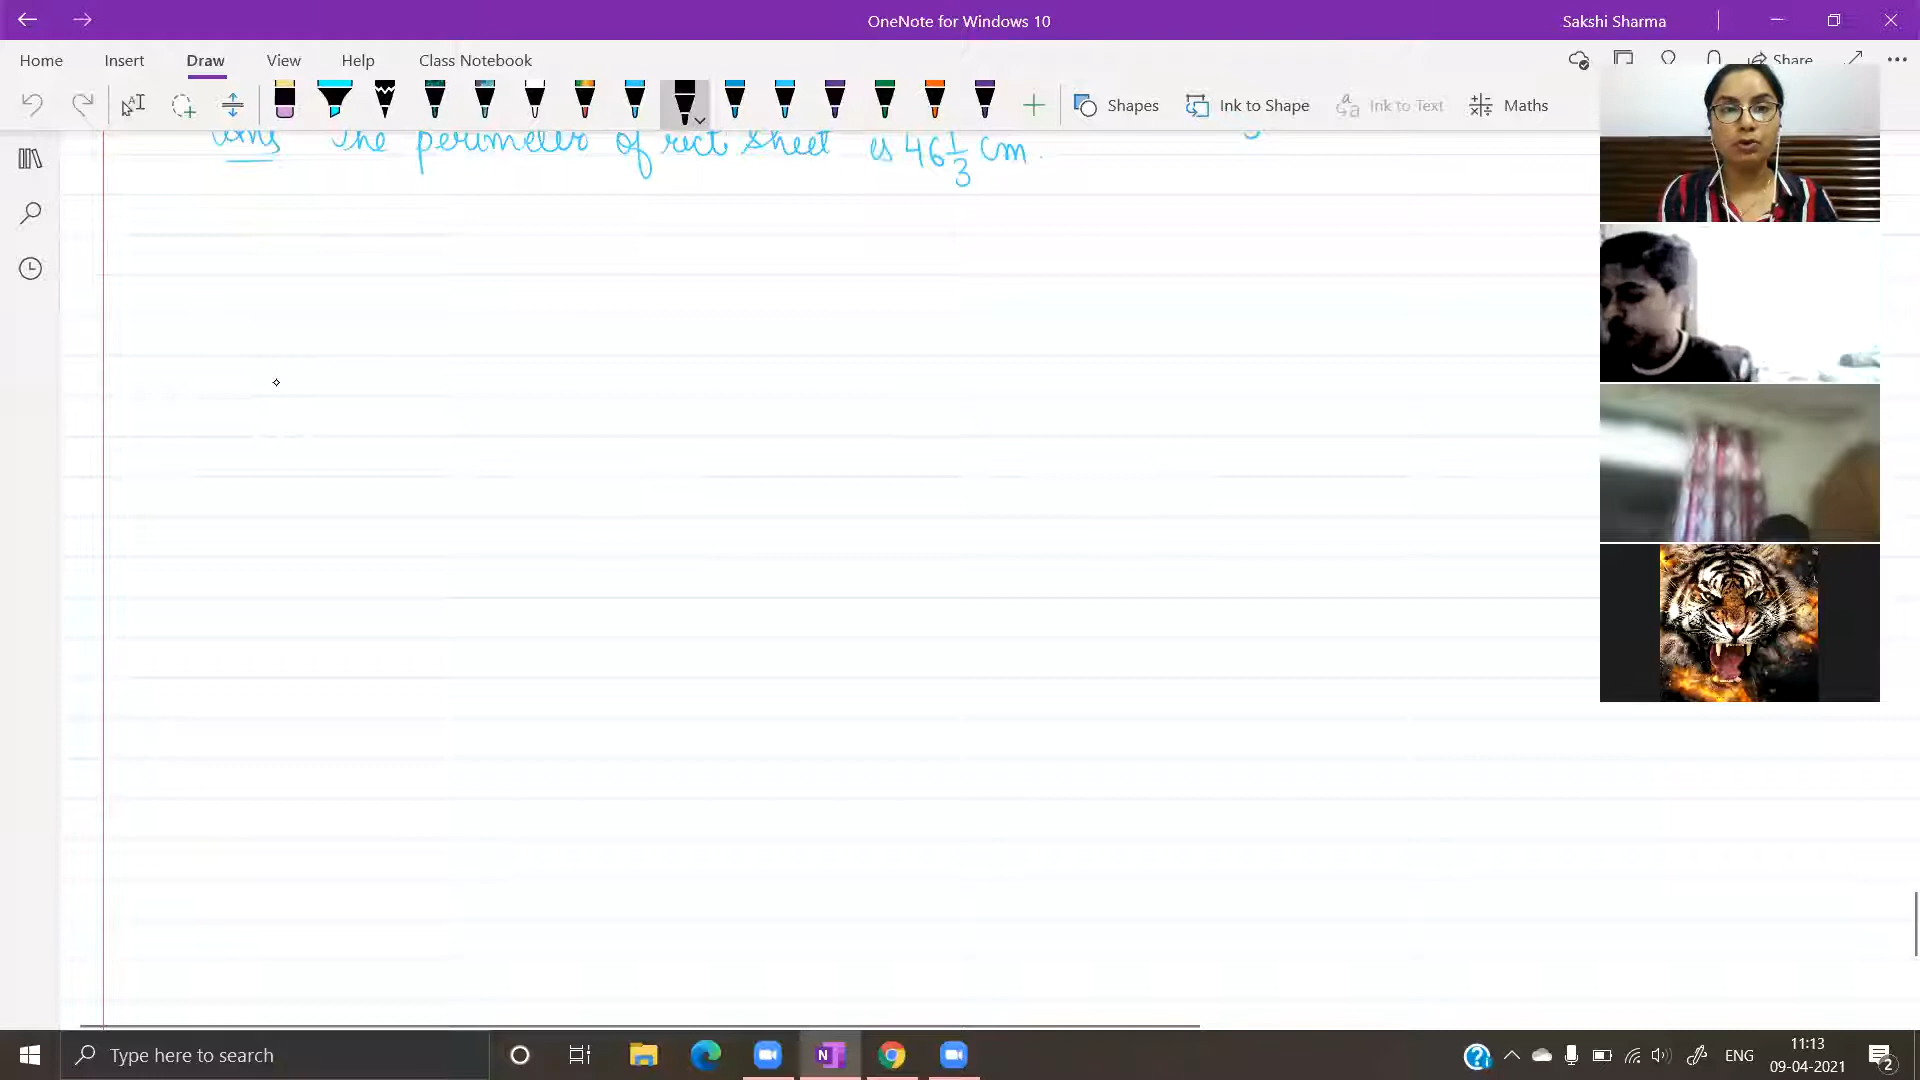 OneNote for Windows 10
Sakshi Sharma
Home Insert Draw View Help Class Notebook
Share
Shapes Ink to Shape Ink to Text Maths
Ans The perimeter of rect sheet is 46 1/3 cm.
Type here to search
ENG
11:13
09-04-2021
2